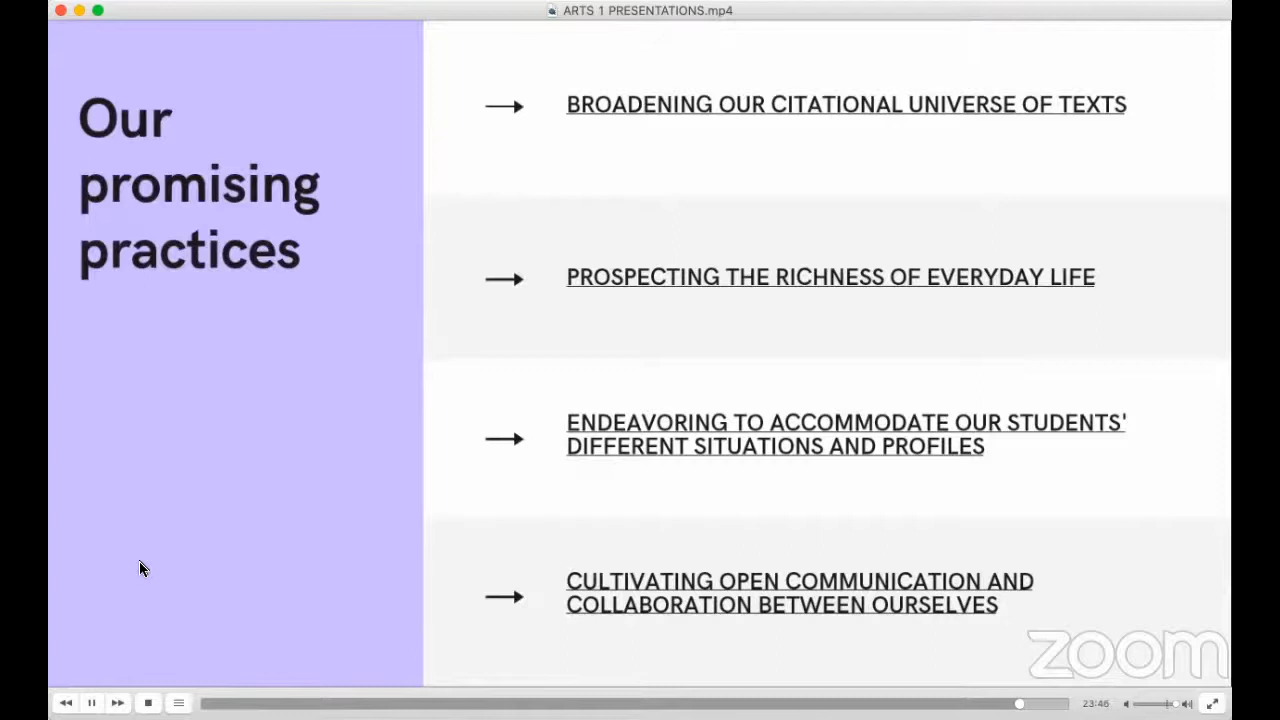 ARTS 1 PRESENTATIONS.mp4
Our
promising
practices
BROADENING OUR CITATIONAL UNIVERSE OF TEXTS
PROSPECTING THE RICHNESS OF EVERYDAY LIFE
ENDEAVORING TO ACCOMMODATE OUR STUDENTS'
DIFFERENT SITUATIONS AND PROFILES
CULTIVATING OPEN COMMUNICATION AND
COLLABORATION BETWEEN OURSELVES
zoom
23:46